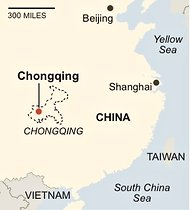 300 MILES
Beijing
Yellow
Sea
Chongqing
Shanghai
CHONGQING
CHINA
TAIWAN
VIETNAM
South China
Sea